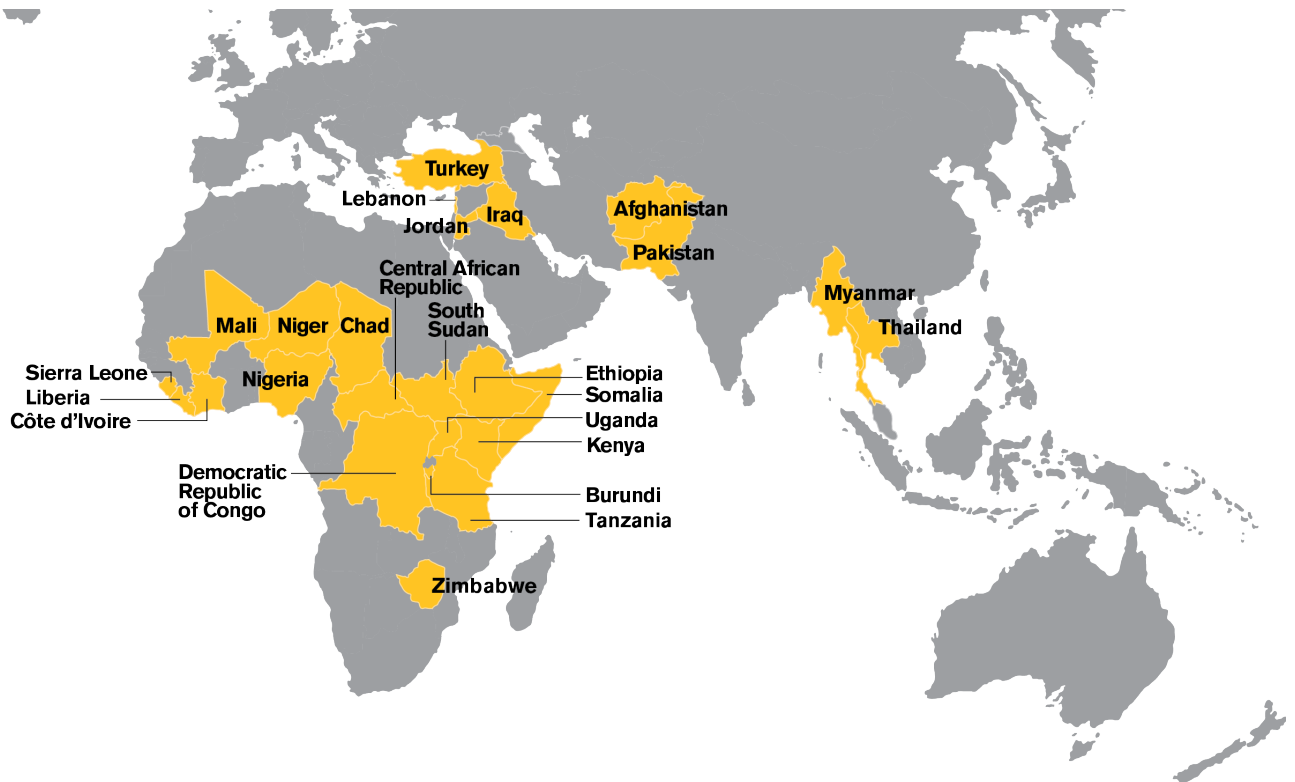 Turkey
Lebanon
Jordan
Iraq
Afghanistan
Pakistan
Central African
Republic
South
Sudan
Myanmar
Thailand
Mali
Niger
Chad
Nigeria
Sierra Leone
Liberia
Côte d’Ivoire
Ethiopia
Somalia
Uganda
Kenya
Democratic
Republic
of Congo
Burundi
Tanzania
Zimbabwe